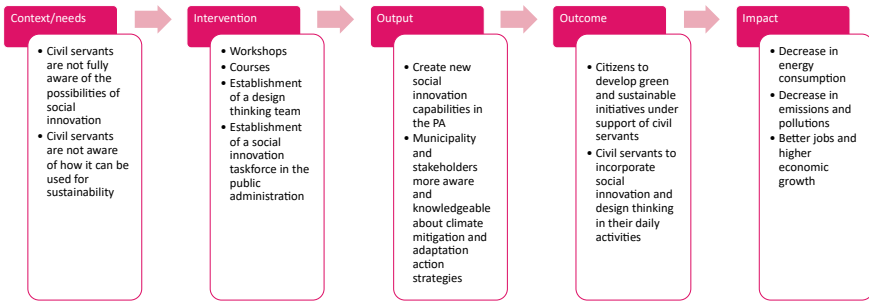 Context/needs
• Civil servants
are not fully
aware of the
possibilities of
social
innovation
• Civil servants
are not aware
of how it can be
used for
sustainability
Intervention
• Workshops
• Courses
• Establishment
of a design
thinking team
• Establishment
of a social
innovation
taskforce in the
public
administration
Output
• Create new
social
innovation
capabilities in
the PA
• Municipality
and
stakeholders
more aware
and
knowledgeable
about climate
mitigation and
adaptation
action
strategies
Outcome
• Citizens to
develop green
and sustainable
initiatives under
support of civil
servants
• Civil servants to
incorporate
social
innovation and
design thinking
in their daily
activities
Impact
• Decrease in
energy
consumption
• Decrease in
emissions and
pollutions
• Better jobs and
higher
economic
growth